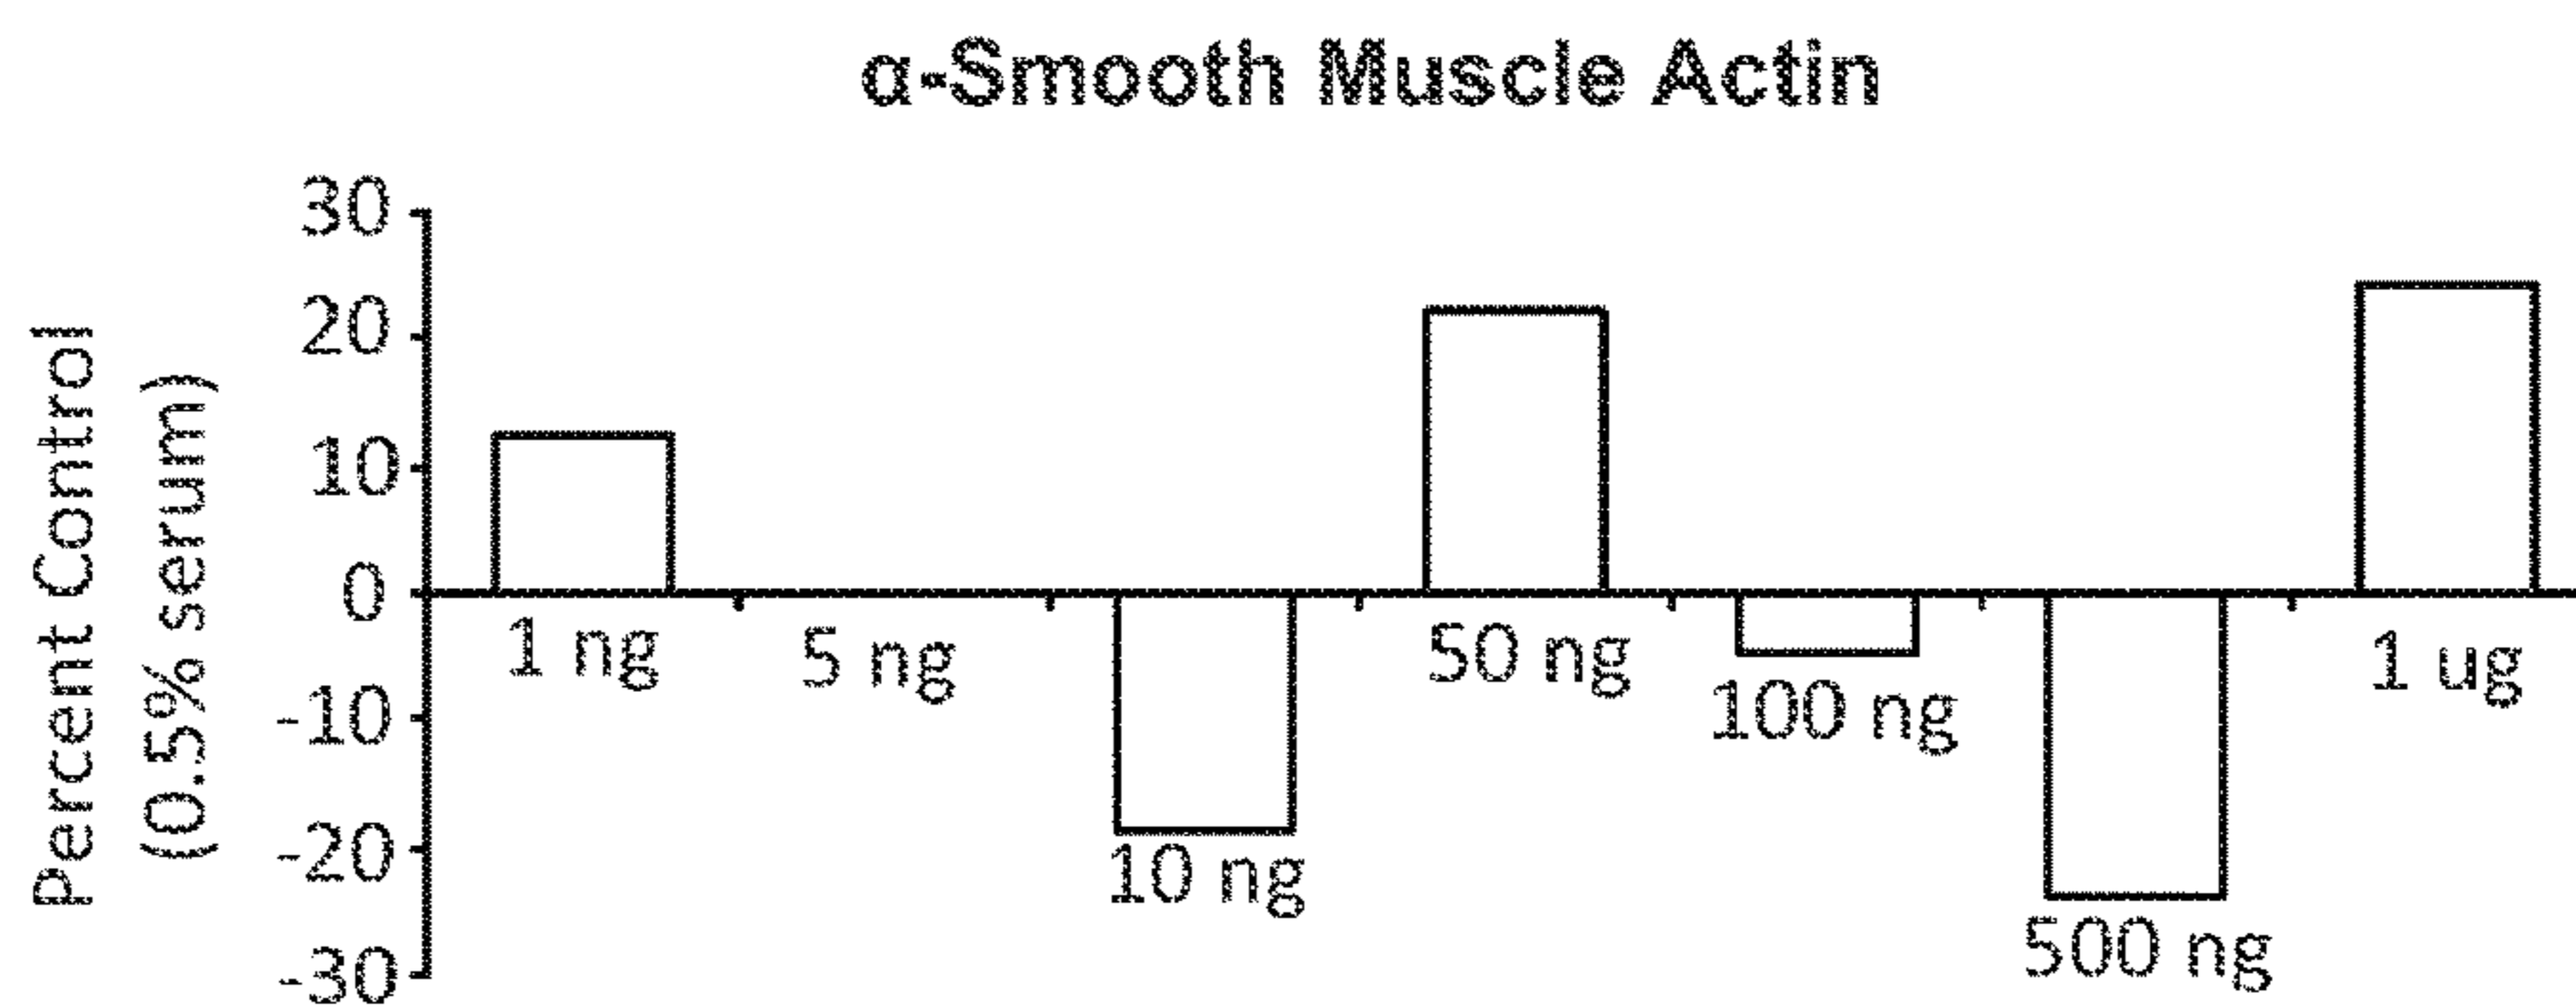 α-Smooth Muscle Actin
Percent Control
(0.5% serum)
30
20
10
0
-10
-20
-30
1 ng
5 ng
10 ng
50 ng
100 ng
500 ng
1 ug